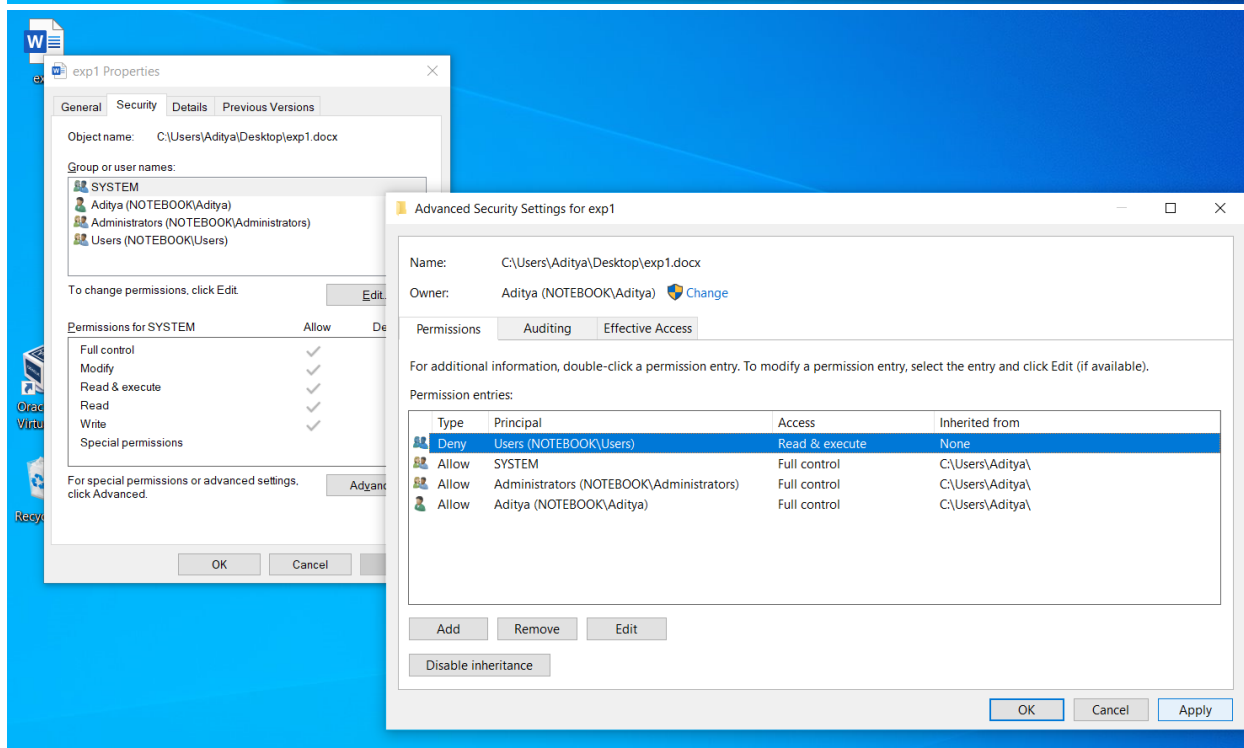 W
ex
exp1 Properties
General Security Details Previous Versions
Object name: C:\Users\Aditya\Desktop\exp1.docx
Group or user names:
SYSTEM
Aditya (NOTEBOOK\Aditya)
Administrators (NOTEBOOK\Administrators)
Users (NOTEBOOK\Users)
To change permissions, click Edit.
Edit.
Permissions for SYSTEM Allow De
Full control
Modify
Read & execute
Read
Write
Special permissions
For special permissions or advanced settings,
click Advanced.
Advanc
OK Cancel
Orac
Virtu
Recy
Advanced Security Settings for exp1
Name: C:\Users\Aditya\Desktop\exp1.docx
Owner: Aditya (NOTEBOOK\Aditya) Change
Permissions Auditing Effective Access
For additional information, double-click a permission entry. To modify a permission entry, select the entry and click Edit (if available).
Permission entries:
Type Principal Access Inherited from
Deny Users (NOTEBOOK\Users) Read & execute None
Allow SYSTEM Full control C:\Users\Aditya\
Allow Administrators (NOTEBOOK\Administrators) Full control C:\Users\Aditya\
Allow Aditya (NOTEBOOK\Aditya) Full control C:\Users\Aditya\
Add Remove Edit
Disable inheritance
OK Cancel Apply